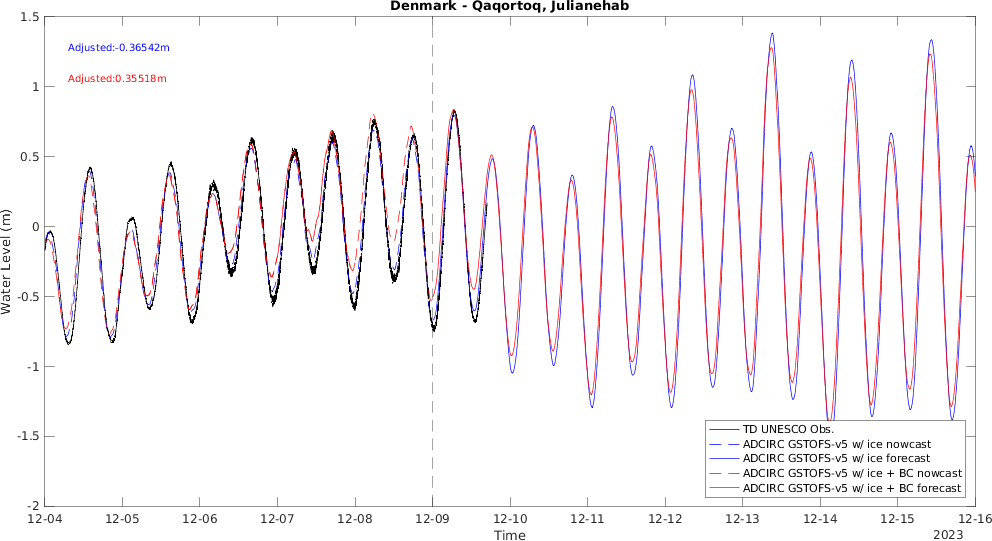 Denmark - Qaqortoq, Julianehab
Adjusted:-0.36542m
Adjusted:0.35518m
1.5
1
0.5
0
-0.5
-1
-1.5
-2
Water Level (m)
TD UNESCO Obs.
ADCIRC GSTOFS-v5 w/ ice nowcast
ADCIRC GSTOFS-v5 w/ ice forecast
ADCIRC GSTOFS-v5 w/ ice + BC nowcast
ADCIRC GSTOFS-v5 w/ ice + BC forecast
12-04 12-05 12-06 12-07 12-08 12-09 12-10 12-11 12-12 12-13 12-14 12-15 12-16
Time
2023